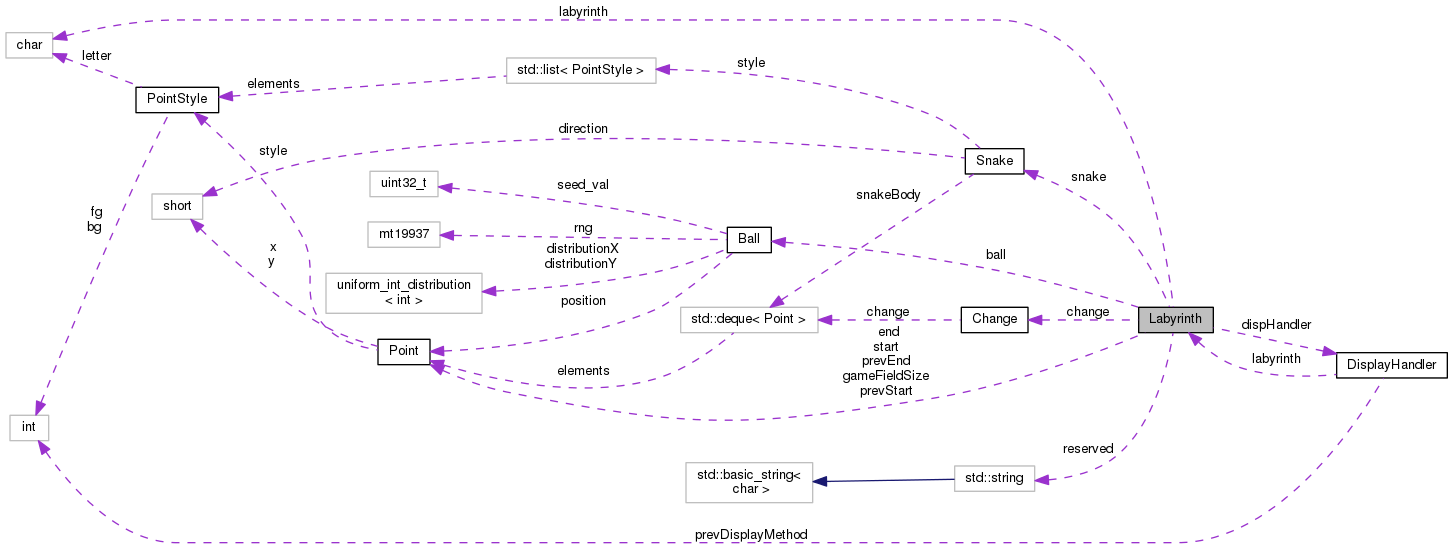 labyrinth
char
letter
std::list< PointStyle >
style
elements
PointStyle
direction
style
Snake
snake
uint32_t
seed_val
snakeBody
short
fg
bg
mt19937
rng
Ball
x
y
distributionX
distributionY
ball
uniform_int_distribution
< int >
position
std::deque< Point >
change
Change
change
Labyrinth
dispHandler
end
start
prevEnd
gameFieldSize
prevStart
Point
elements
labyrinth
DisplayHandler
int
reserved
std::basic_string<
char >
std::string
prevDisplayMethod